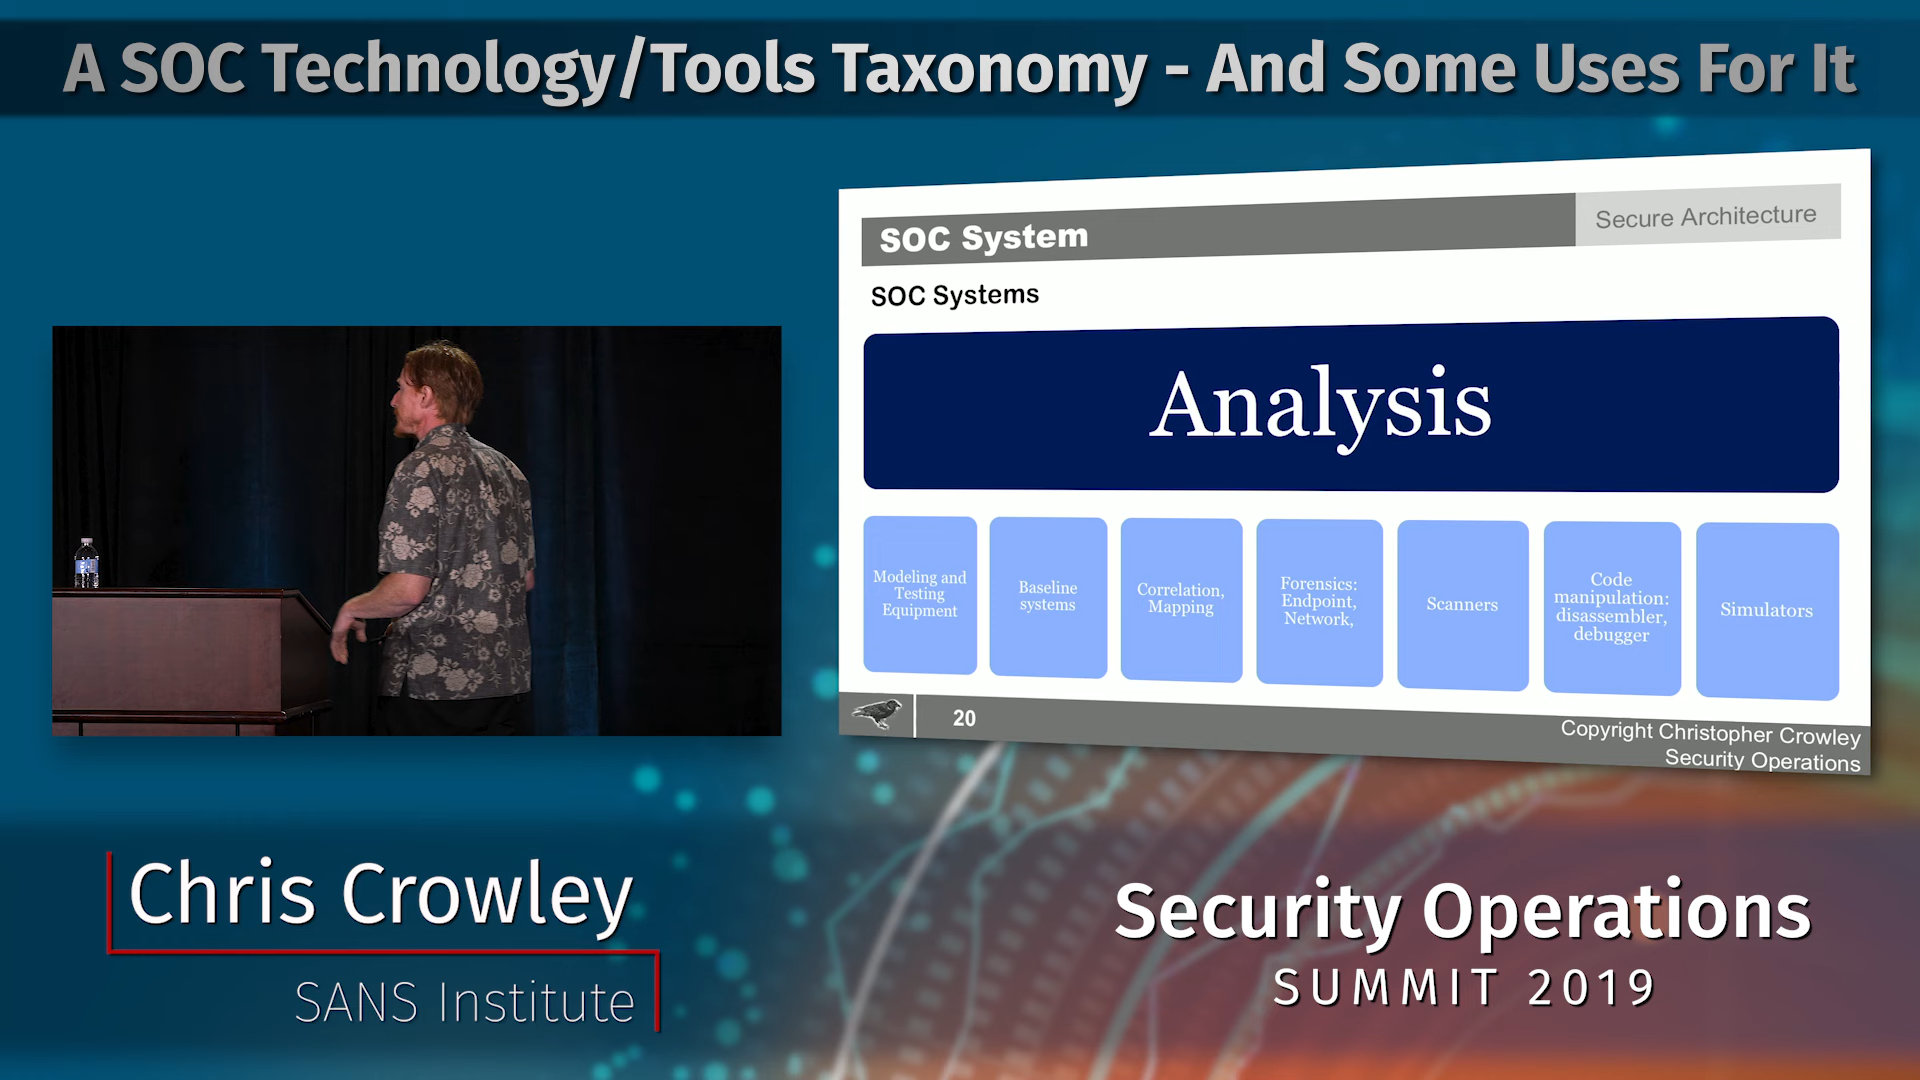 A SOC Technology/Tools Taxonomy - And Some Uses For It
SOC System
Secure Architecture
SOC Systems
Analysis
Modeling and
Testing
Equipment
Baseline
systems
Correlation,
Mapping
Forensics:
Endpoint,
Network,
Scanners
Code
manipulation:
disassembler,
debugger
Simulators
20
Copyright Christopher Crowley
Security Operations
Chris Crowley
SANS Institute
Security Operations
SUMMIT 2019